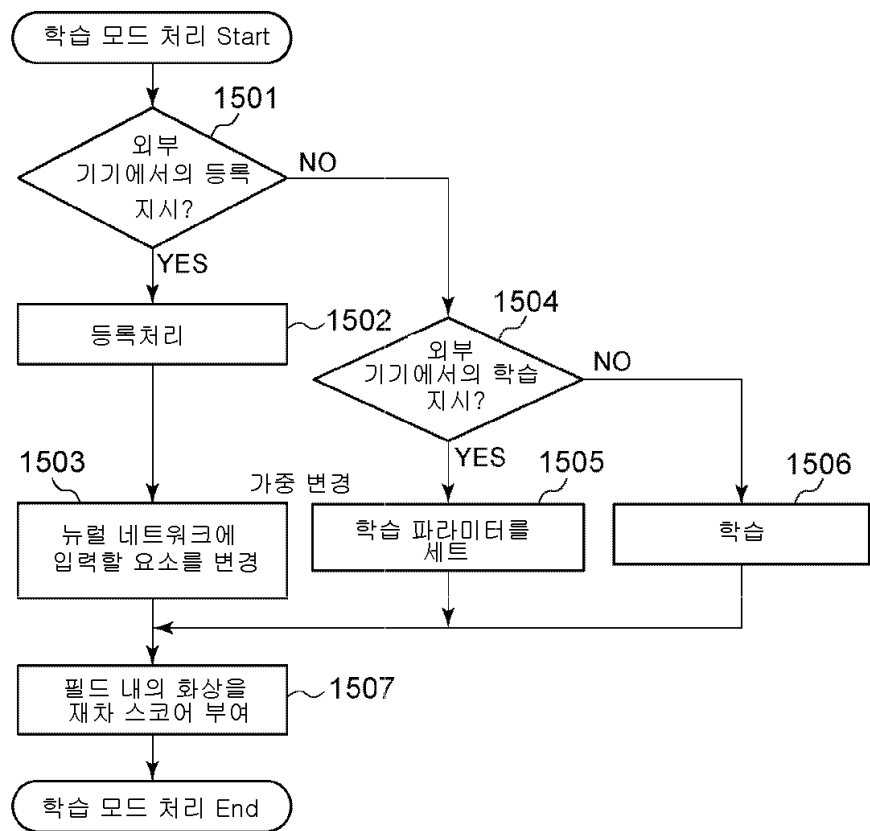 학습 모드 처리 Start
1501
외부
기기에서의 등록
지시?
NO
YES
등록처리
1502
1504
외부
기기에서의 학습
지시?
NO
YES
1503
가중 변경
1505
1506
뉴럴 네트워크에
입력할 요소를 변경
학습 파라미터를
세트
학습
필드 내의 화상을
재차 스코어 부여
1507
학습 모드 처리 End